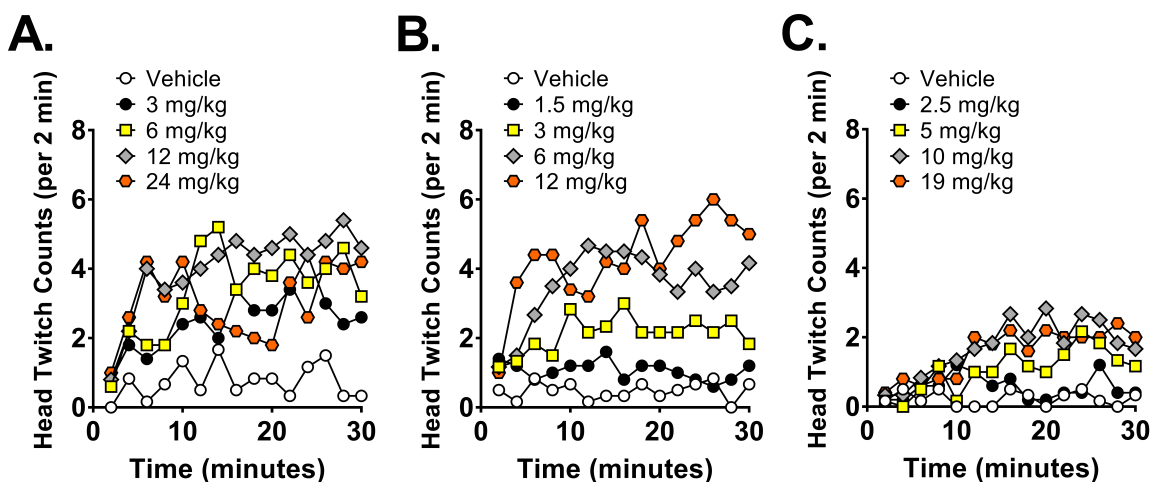 A.
Vehicle
3 mg/kg
6 mg/kg
12 mg/kg
24 mg/kg
Head Twitch Counts (per 2 min)
8
6
4
2
0
0
10
20
30
Time (minutes)
B.
Vehicle
1.5 mg/kg
3 mg/kg
6 mg/kg
12 mg/kg
Head Twitch Counts (per 2 min)
8
6
4
2
0
0
10
20
30
Time (minutes)
C.
Vehicle
2.5 mg/kg
5 mg/kg
10 mg/kg
19 mg/kg
Head Twitch Counts (per 2 min)
8
6
4
2
0
0
10
20
30
Time (minutes)